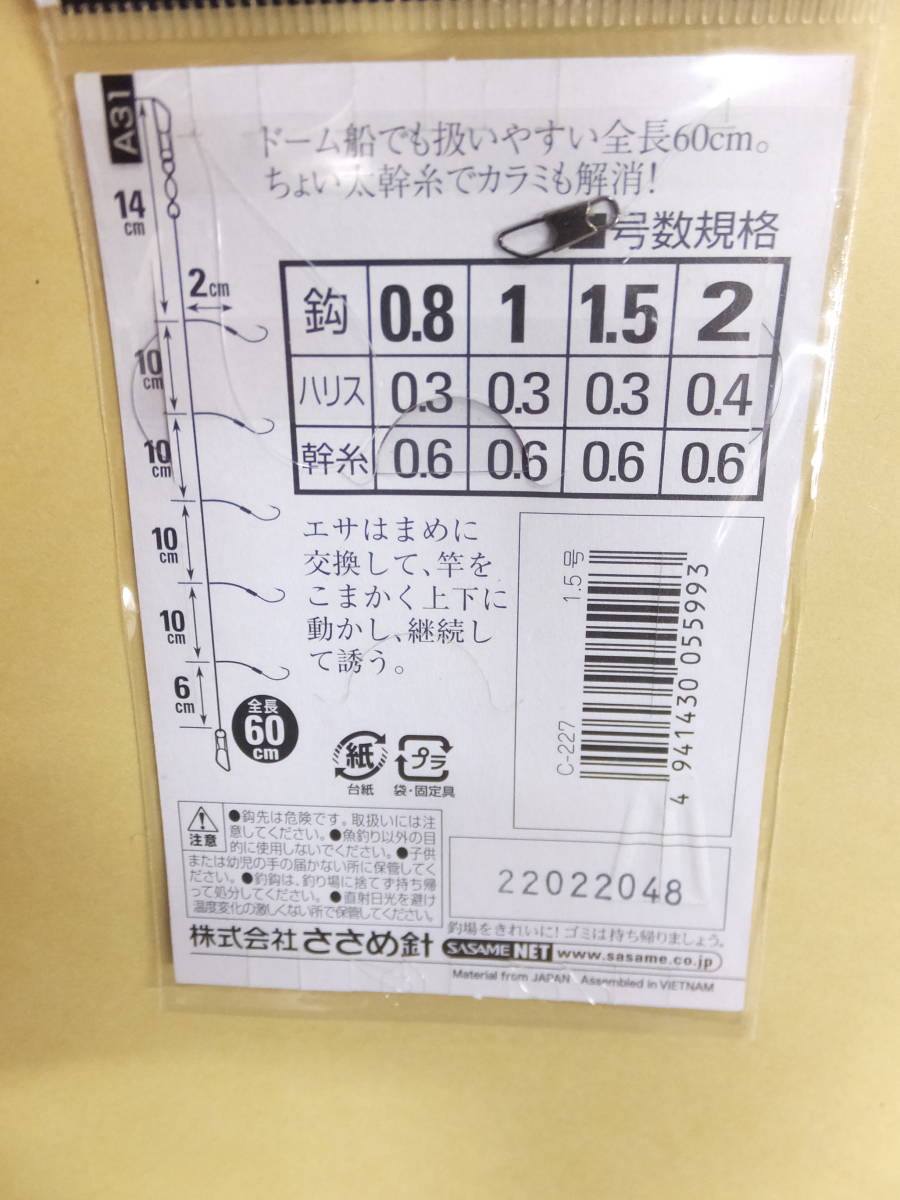 A31
ドーム船でも扱いやすい全長60cm。
ちょい太幹糸でカラミも解消!
14
cm
2cm
10
cm
10
cm
10
cm
10
cm
6
cm
全長
60
cm
■号数規格
鈎 0.8 1 1.5 2
ハリス 0.3 0.3 0.3 0.4
幹糸 0.6 0.6 0.6 0.6
エサはまめに
交換して、竿を
こまかく上下に
動かし、継続し
て誘う。
1.5号
C-227
4 941430 055993
紙
台紙
プラ
袋・固定具
注意
●鈎先は危険です。取扱いには注
意してください。●魚釣り以外の目
的に使用しないでください。●子供
または幼児の手の届かない所に保管してく
ださい。●釣鈎は、釣り場に捨てず持ち帰
って処分してください。●直射日光を避け
温度変化の激しくない所で保管してください。
22022048
釣場をきれいに!ゴミは持ち帰りましょう。
株式会社 ささめ針 SASAME NET www.sasame.co.jp
Material from JAPAN Assembled in VIETNAM